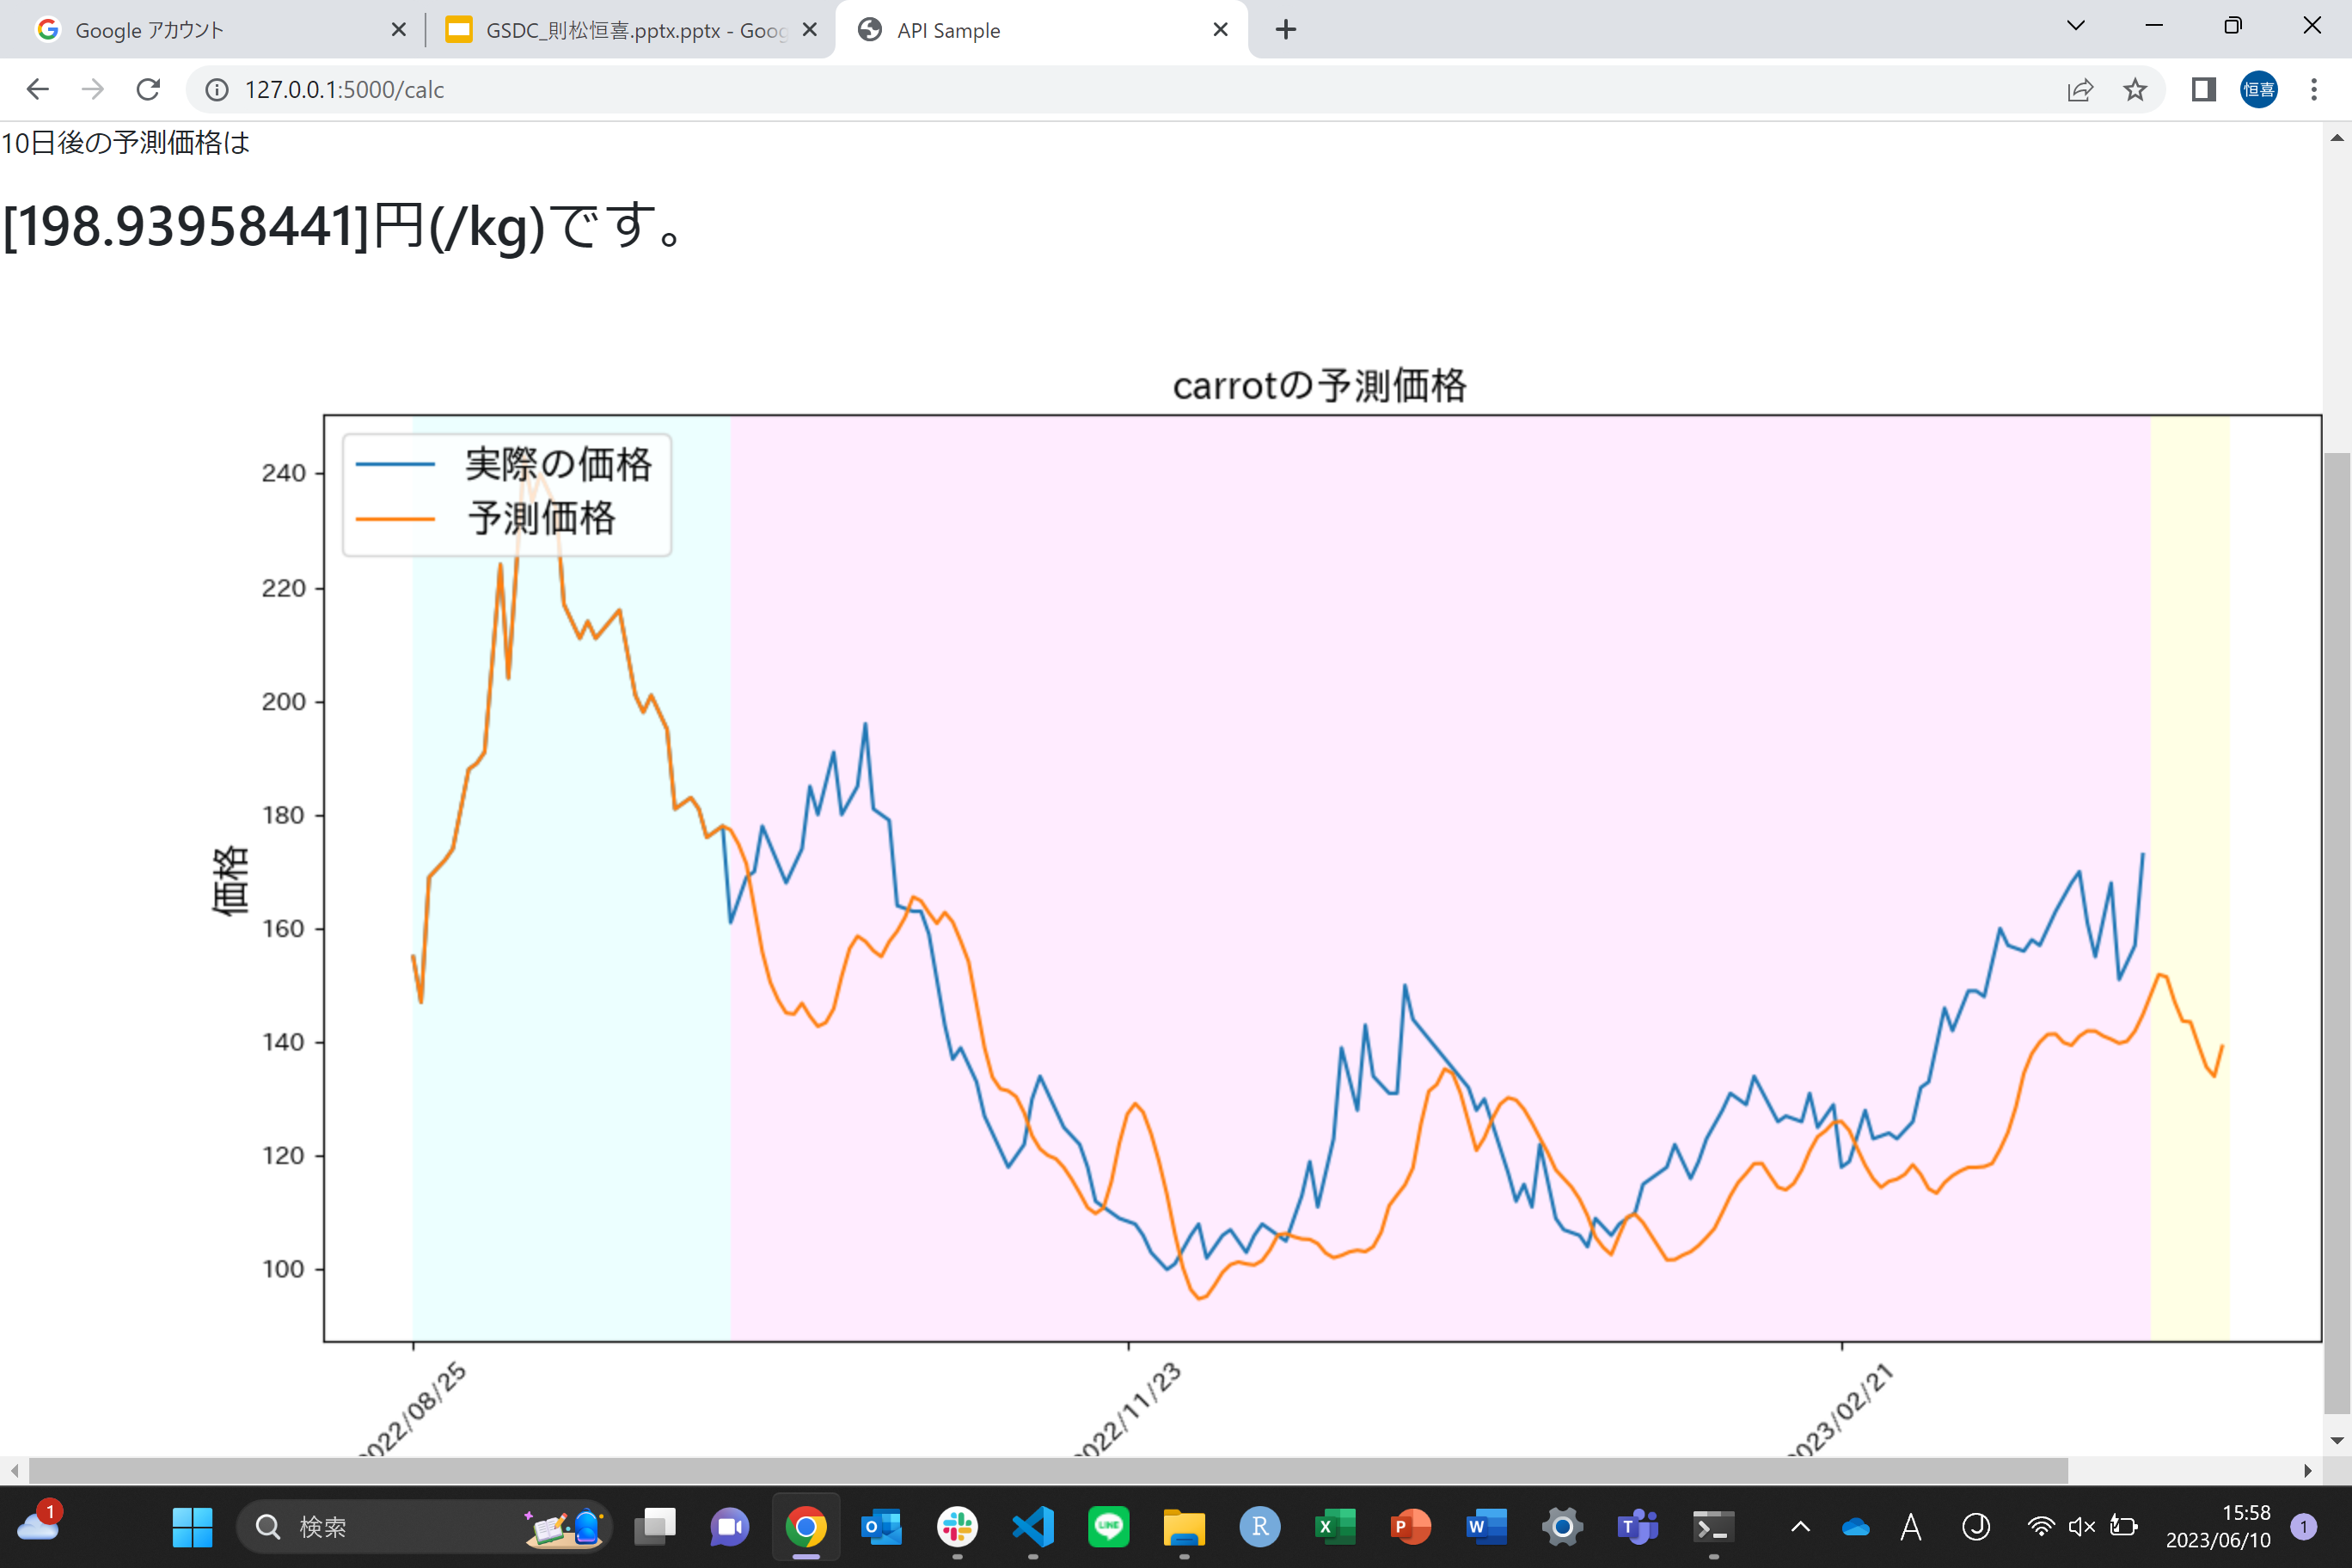 Google アカウント
GSDC_則松恒喜.pptx.pptx - Goog
API Sample
127.0.0.1:5000/calc
恒喜
10日後の予測価格は
[198.93958441]円(/kg)です。
carrotの予測価格
実際の価格
予測価格
価格
240
220
200
180
160
140
120
100
022/08/25
022/11/23
023/02/21
1
検索
LINE
R
A
J
15:58
2023/06/10
1